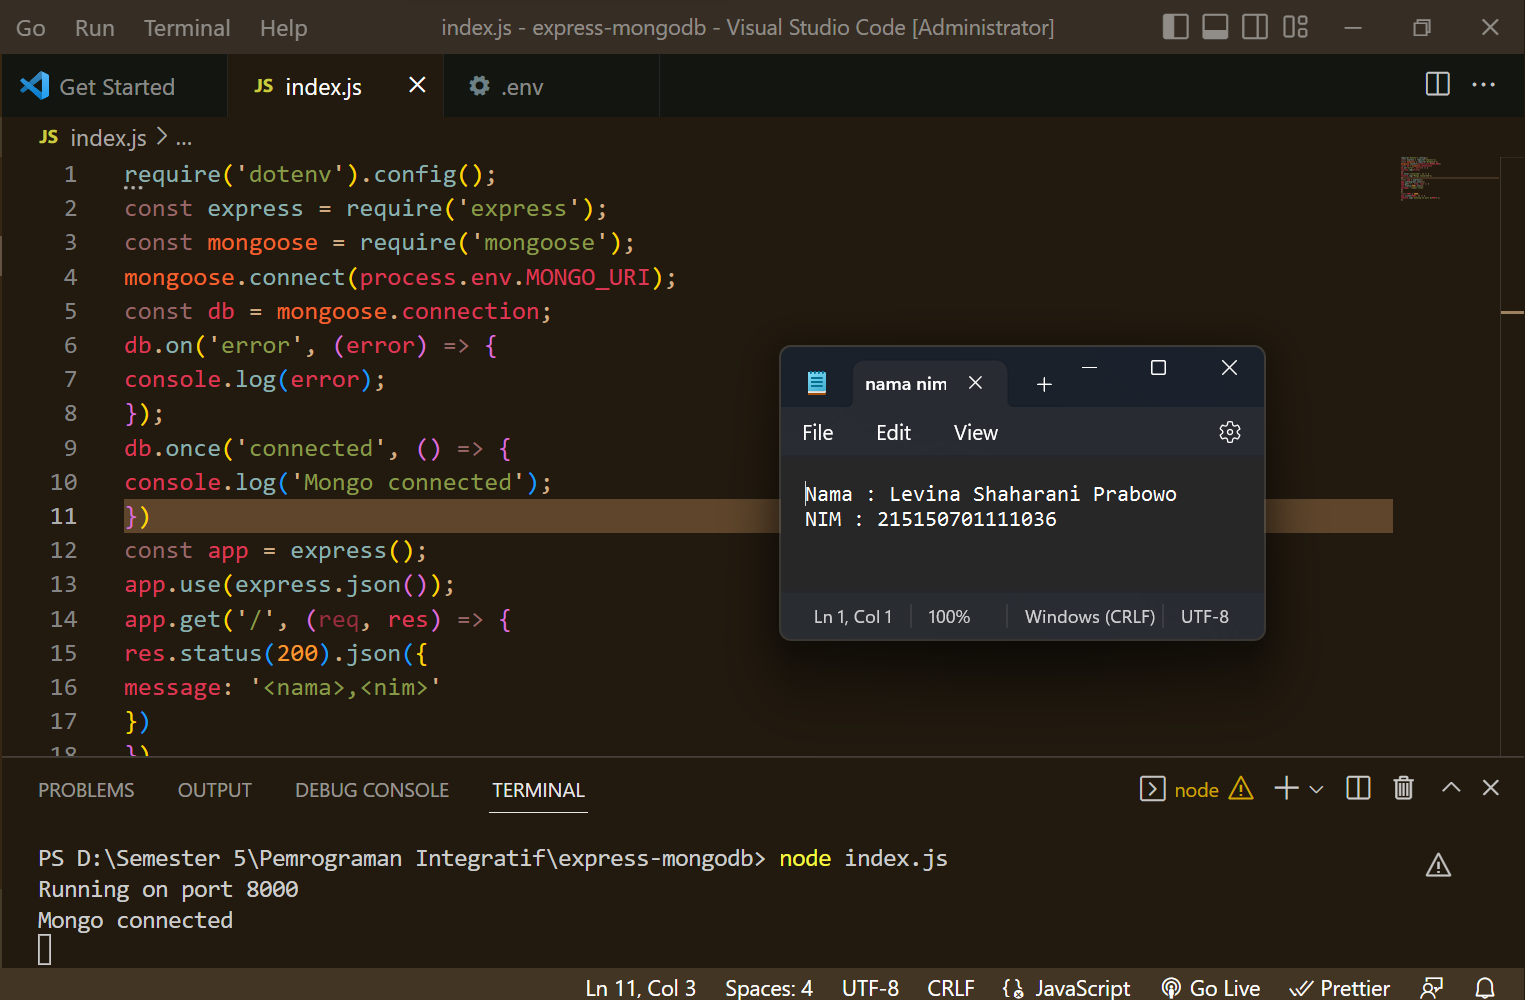 Go Run Terminal Help index.js - express-mongodb - Visual Studio Code [Administrator]
Get Started JS index.js .env
JS index.js > ...
1 require('dotenv').config();
2 const express = require('express');
3 const mongoose = require('mongoose');
4 mongoose.connect(process.env.MONGO_URI);
5 const db = mongoose.connection;
6 db.on('error', (error) => {
7 console.log(error);
8 });
9 db.once('connected', () => {
10 console.log('Mongo connected');
11 })
12 const app = express();
13 app.use(express.json());
14 app.get('/', (req, res) => {
15 res.status(200).json({
16 message: '<nama>,<nim>'
17 })
18 })
nama nim
File Edit View
Nama : Levina Shaharani Prabowo
NIM : 215150701111036
Ln 1, Col 1 100% Windows (CRLF) UTF-8
PROBLEMS OUTPUT DEBUG CONSOLE TERMINAL node
PS D:\Semester 5\Pemrograman Integratif\express-mongodb> node index.js
Running on port 8000
Mongo connected
Ln 11, Col 3 Spaces: 4 UTF-8 CRLF JavaScript Go Live Prettier